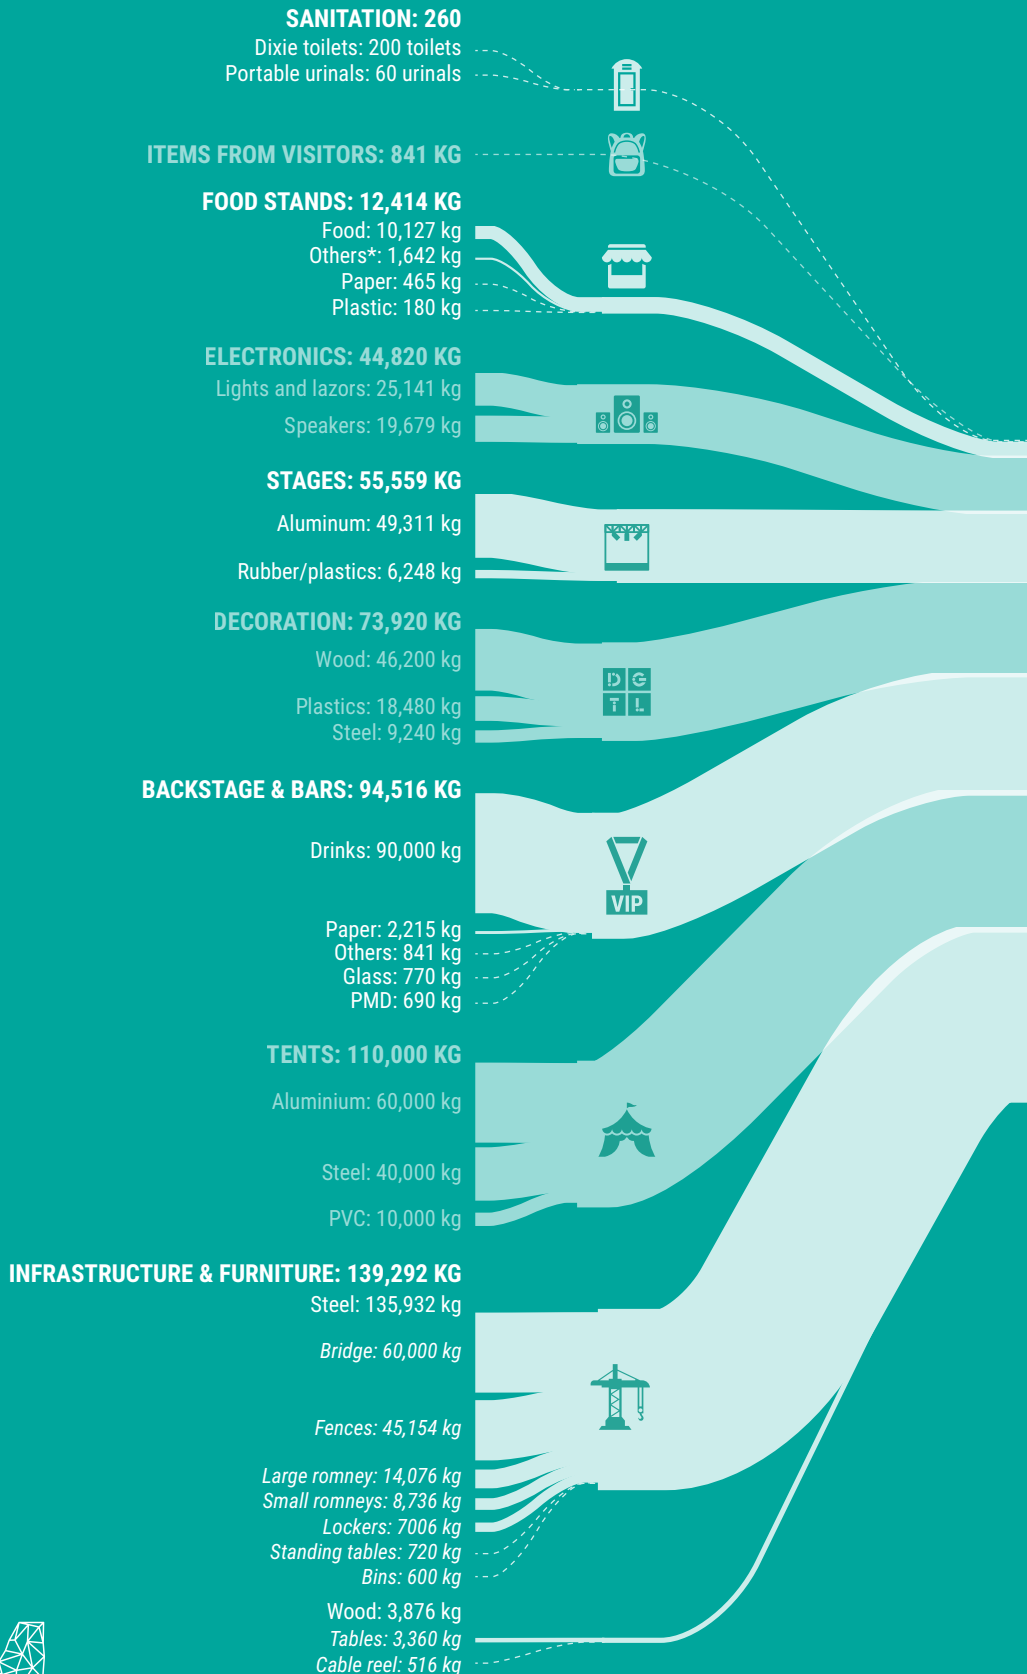 SANITATION: 260
Dixie toilets: 200 toilets
Portable urinals: 60 urinals
ITEMS FROM VISITORS: 841 KG
FOOD STANDS: 12,414 KG
Food: 10,127 kg
Others*: 1,642 kg
Paper: 465 kg
Plastic: 180 kg
ELECTRONICS: 44,820 KG
Lights and lazors: 25,141 kg
Speakers: 19,679 kg
STAGES: 55,559 KG
Aluminum: 49,311 kg
Rubber/plastics: 6,248 kg
DECORATION: 73,920 KG
Wood: 46,200 kg
D G
T L
Plastics: 18,480 kg
Steel: 9,240 kg
BACKSTAGE & BARS: 94,516 KG
Drinks: 90,000 kg
VIP
Paper: 2,215 kg
Others: 841 kg
Glass: 770 kg
PMD: 690 kg
TENTS: 110,000 KG
Aluminium: 60,000 kg
Steel: 40,000 kg
PVC: 10,000 kg
INFRASTRUCTURE & FURNITURE: 139,292 KG
Steel: 135,932 kg
Bridge: 60,000 kg
Fences: 45,154 kg
Large romney: 14,076 kg
Small romneys: 8,736 kg
Lockers: 7006 kg
Standing tables: 720 kg
Bins: 600 kg
Wood: 3,876 kg
Tables: 3,360 kg
Cable reel: 516 kg